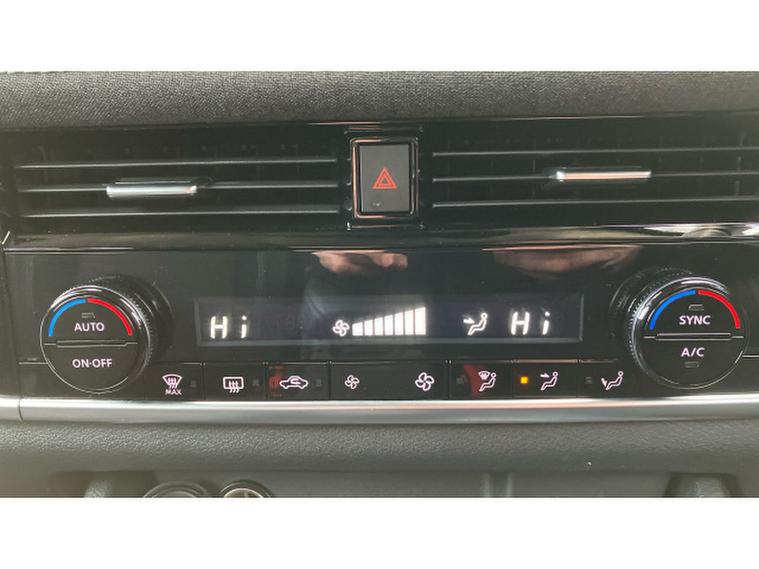 AUTO
ON·OFF
Hi
Hi
SYNC
A/C
MAX